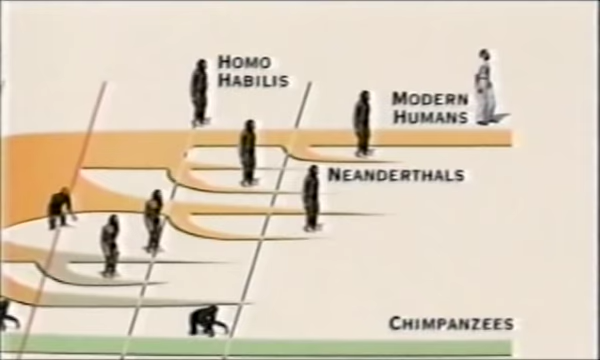 HOMO
HABILIS
MODERN
HUMANS
NEANDERTHALS
CHIMPANZEES